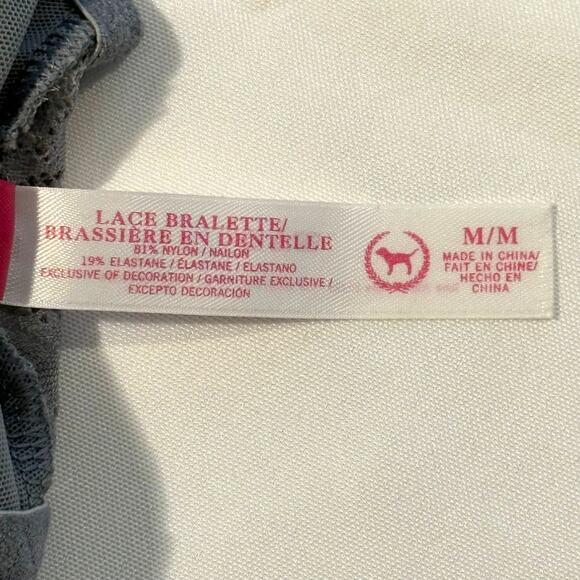 LACE BRALETTE/
BRASSIÈRE EN DENTELLE
81% NYLON / NAILON
19% ELASTANE / ÉLASTANE / ELASTANO
EXCLUSIVE OF DECORATION / GARNITURE EXCLUSIVE /
EXCEPTO DECORACIÓN
M/M
MADE IN CHINA/
FAIT EN CHINE/
HECHO EN
CHINA